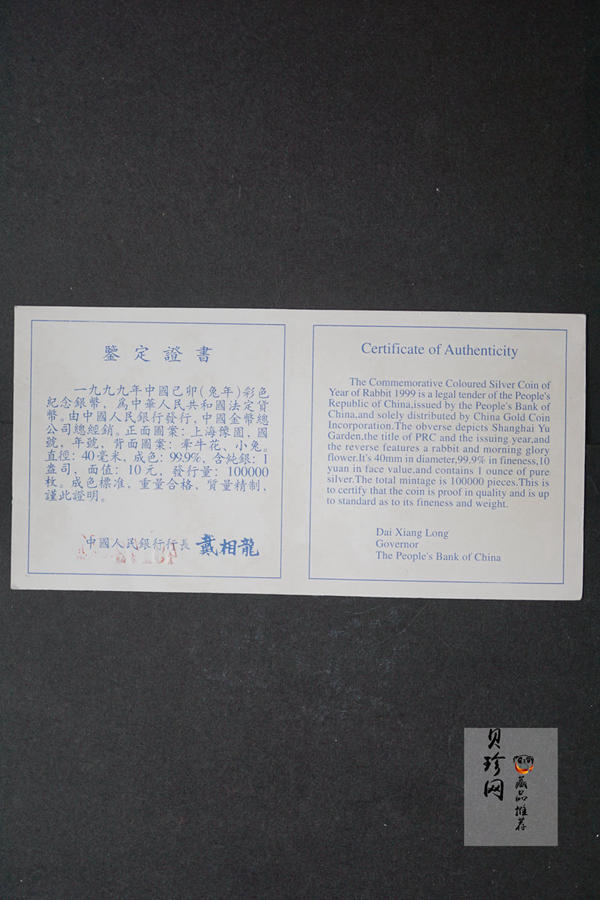 鑒定證書
一九九九年中國己卯(兔年)彩色
紀念銀幣，爲中華人民共和國法定貨
幣。由中國人民銀行發行，中國金幣總
公司總經銷。正面圖案：上海豫園，國
號，年號，背面圖案：牽牛花，小兔。
直徑：40毫米，成色：99.9%，含純銀：1
盎司，面值：10元，發行量：100000
枚。成色標准，重量合格，質量精制，
謹此證明。
中國人民銀行行長 戴相龍
Certificate of Authenticity
The Commemorative Coloured Silver Coin of
Year of Rabbit 1999 is a legal tender of the People's
Republic of China,issued by the People's Bank of
China,and solely distributed by China Gold Coin
Incorporation.The obverse depicts Shanghai Yu
Garden,the title of PRC and the issuing year,and
the reverse features a rabbit and morning glory
flower.It's 40mm in diameter,99.9% in fineness,10
yuan in face value,and contains 1 ounce of pure
silver.The total mintage is 100000 pieces.This is
to certify that the coin is proof in quality and is up
to standard as to its fineness and weight.
Dai Xiang Long
Governor
The People's Bank of China
贝珍网
藏品推荐